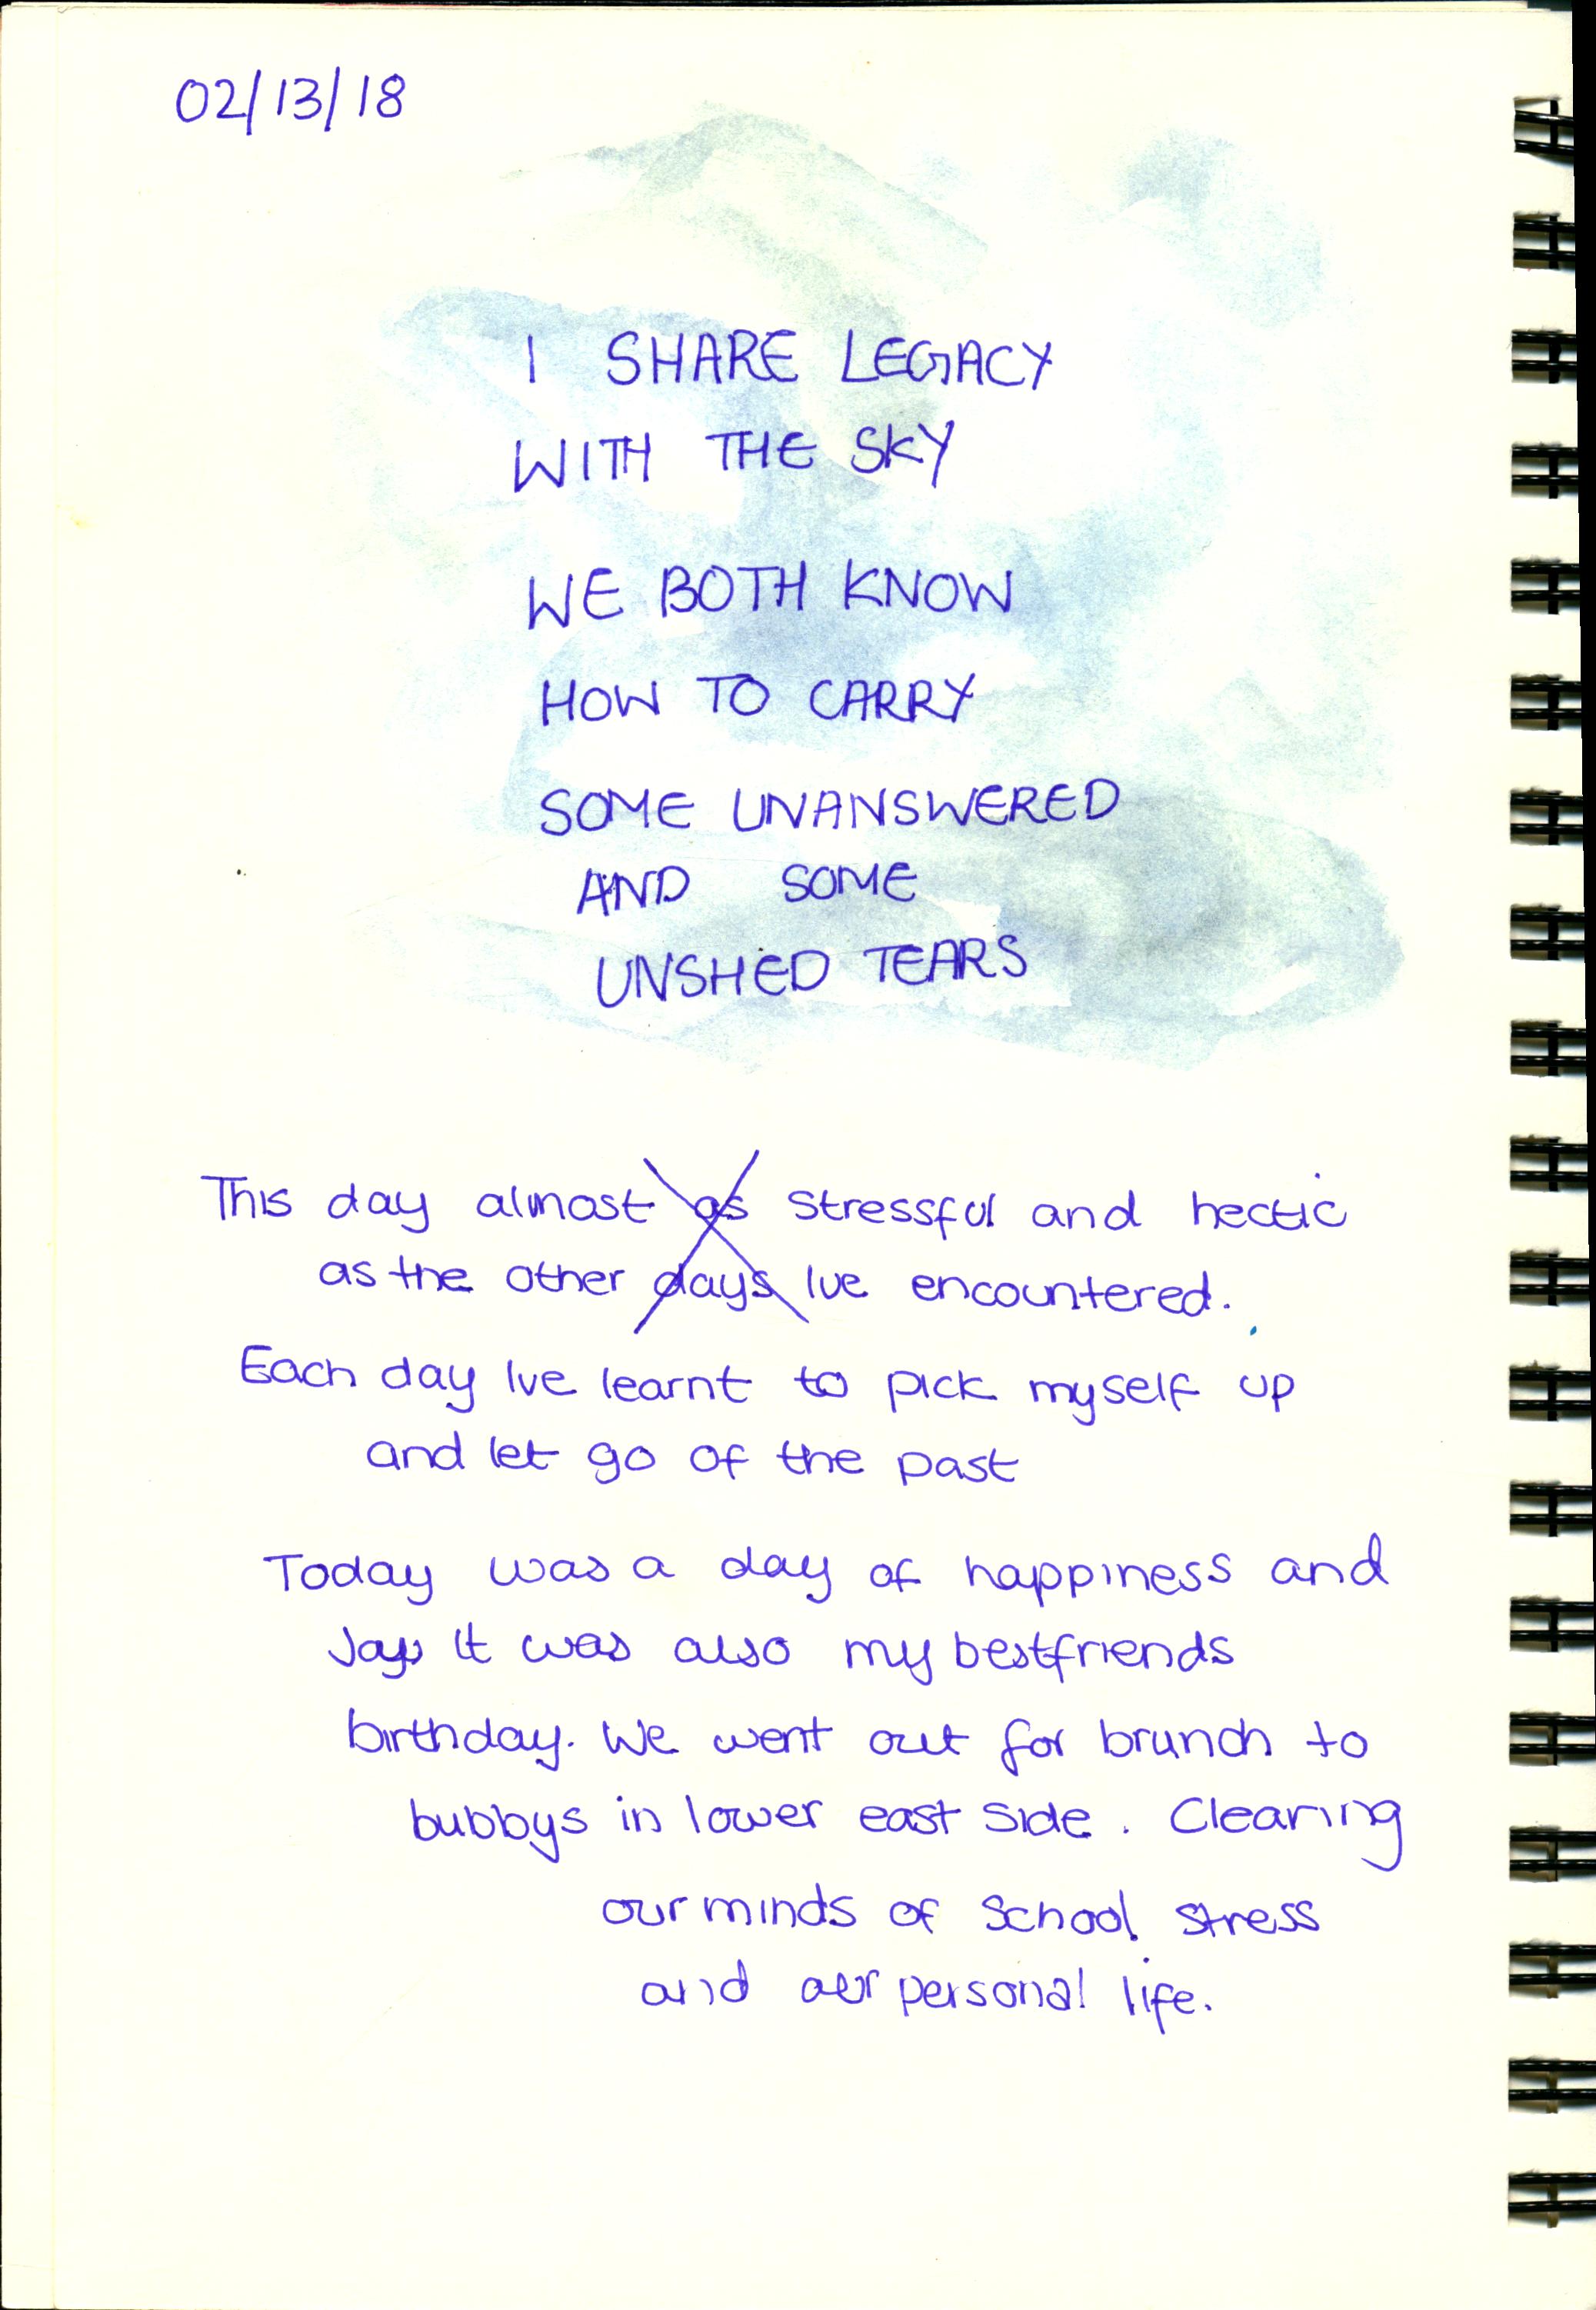 02/13/18
I SHARE LEGACY
WITH THE SKY
WE BOTH KNOW
HOW TO CARRY
SOME UNANSWERED
AND SOME
UNSHED TEARS
This day almost as stressful and hectic
as the other days Ive encountered.
Each day Ive learnt to pick myself up
and let go of the past
Today was a day of happiness and
It was also my bestfriends
birthday. We went out for brunch to
bubbys in lower east side. Clearing
our minds of school stress
and our personal life.